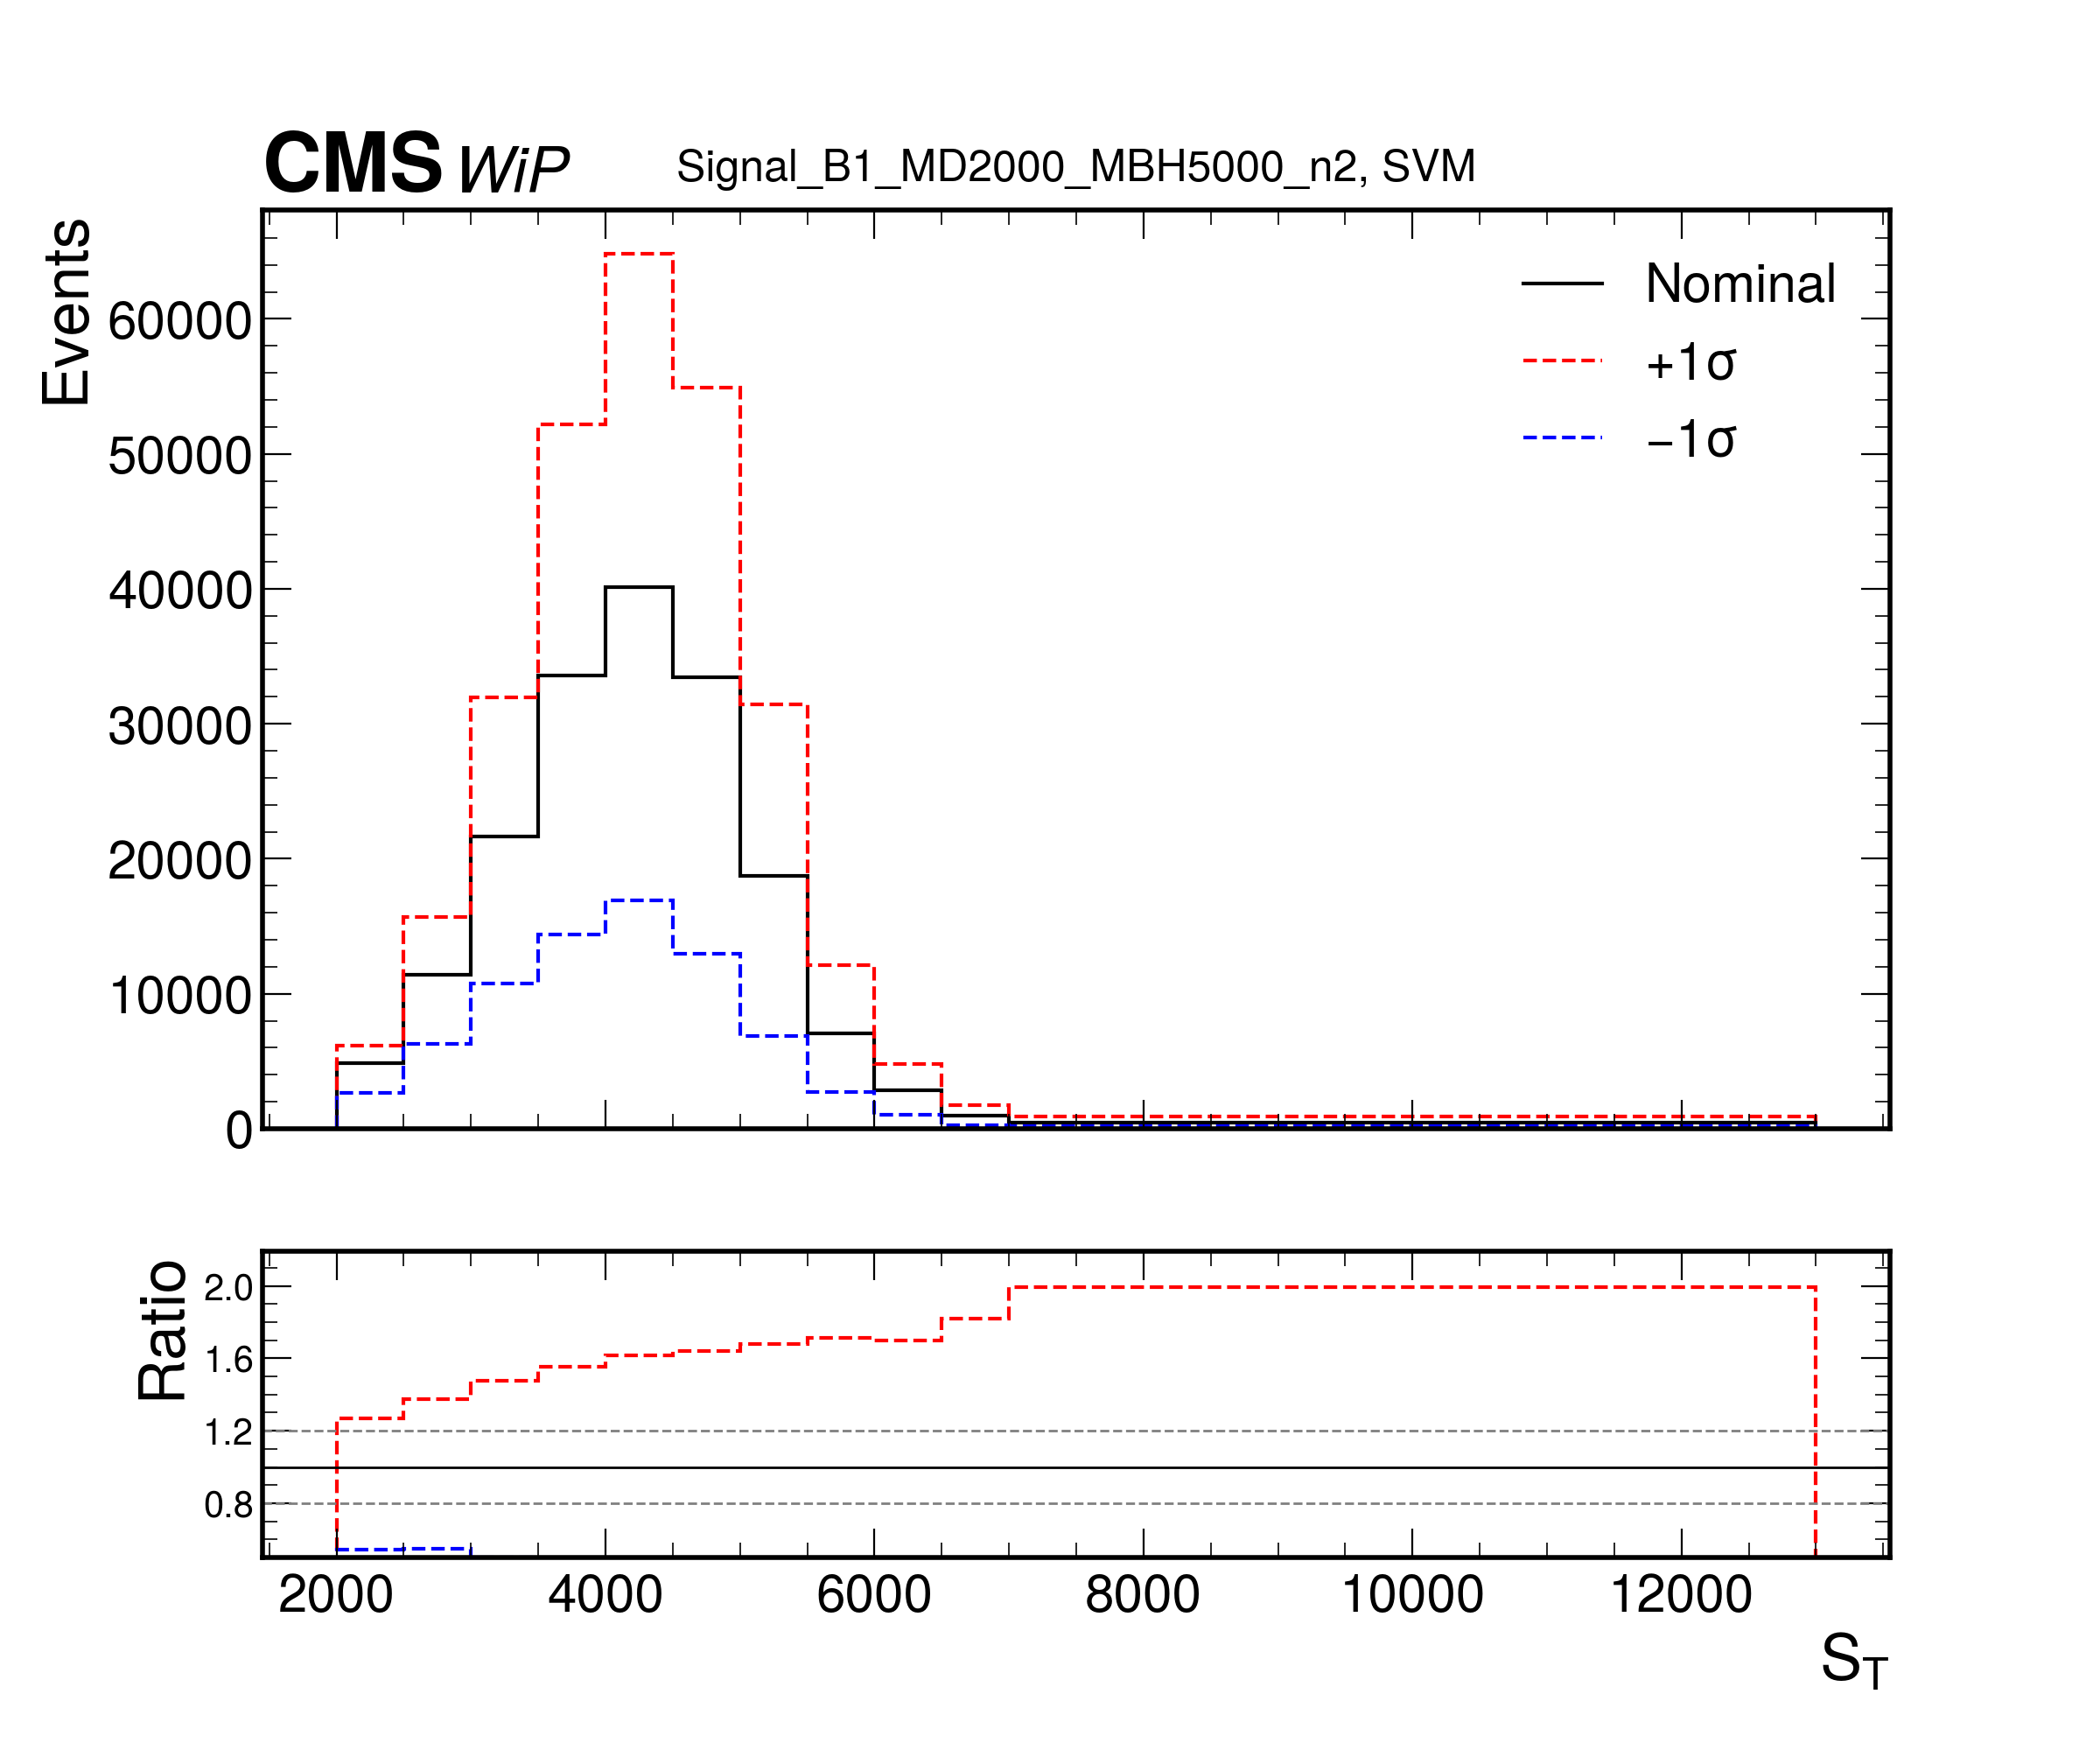 CMS WiP Signal_B1_MD2000_MBH5000_n2, SVM
Events
60000
50000
40000
30000
20000
10000
0
Nominal
+1σ
−1σ
Ratio
2.0
1.6
1.2
0.8
2000 4000 6000 8000 10000 12000
S_T